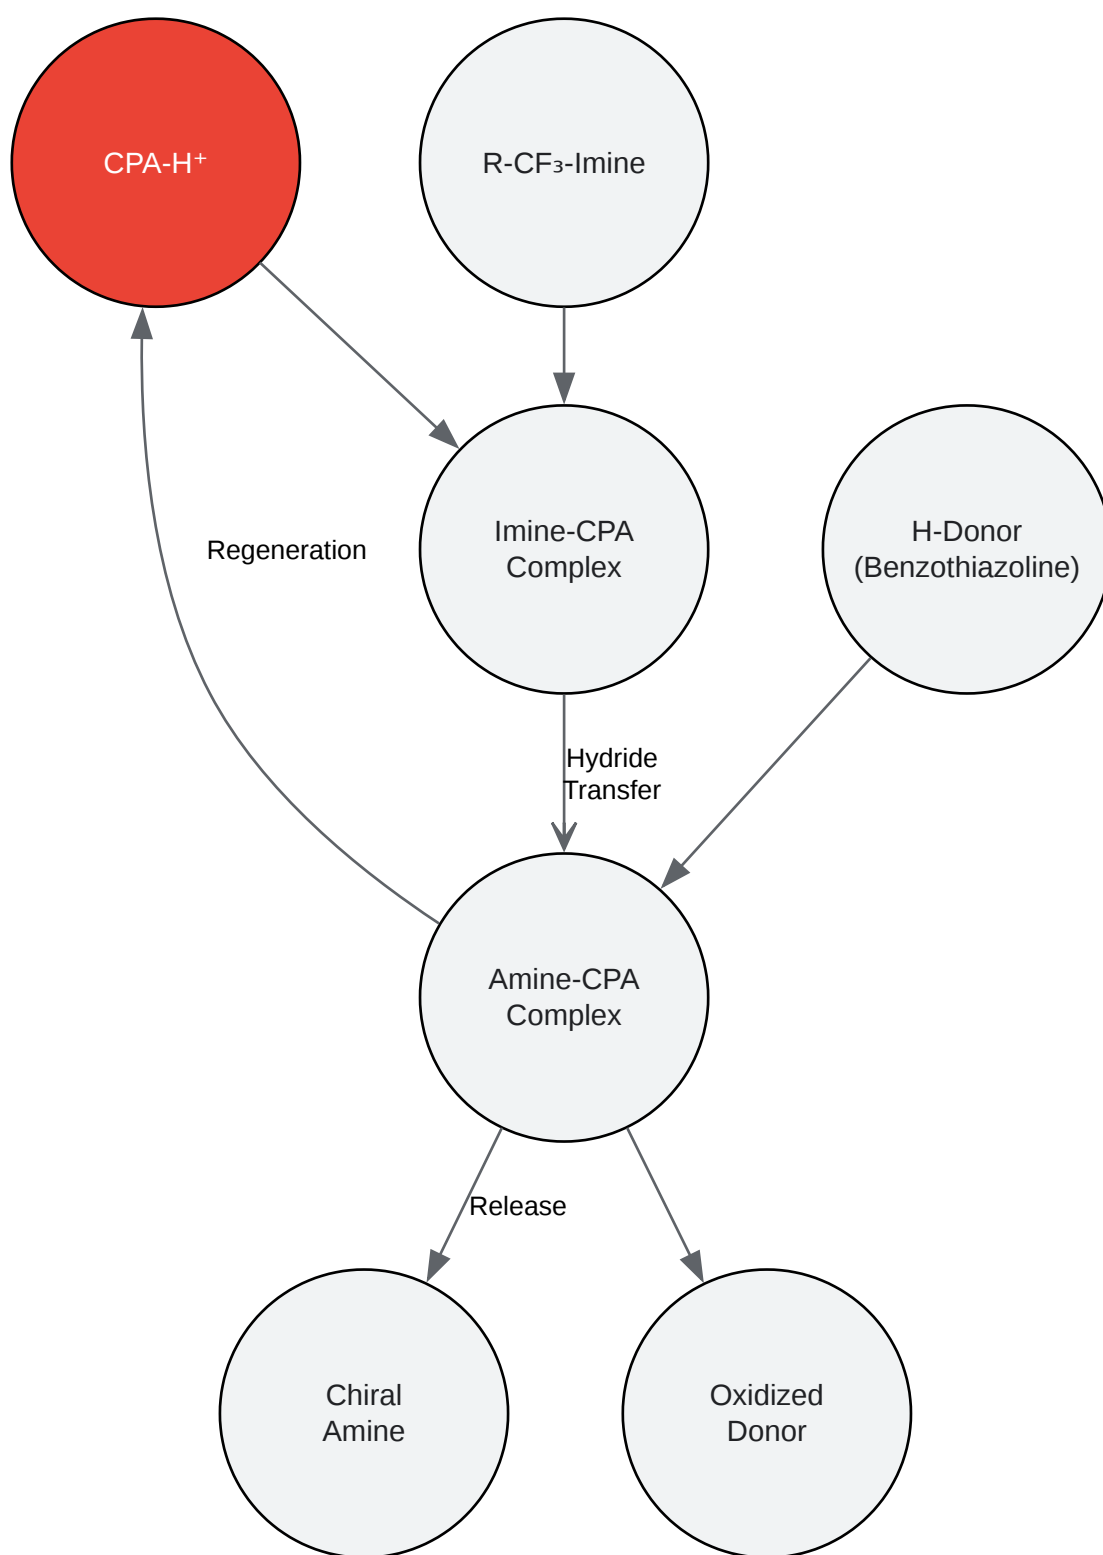 CPA-H⁺
R-CF₃-Imine
Imine-CPA
Complex
H-Donor
(Benzothiazoline)
Regeneration
Hydride
Transfer
Amine-CPA
Complex
Release
Chiral
Amine
Oxidized
Donor